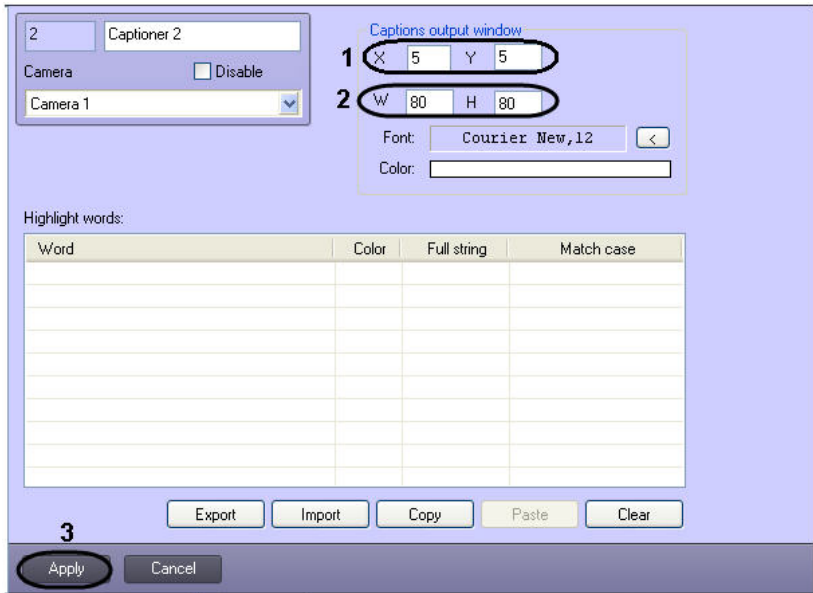 2 Captioner 2
Camera Disable
Camera 1
Captions output window
1 X 5 Y 5
2 W 80 H 80
Font: Courier New,12 <
Color:
Highlight words:
Word Color Full string Match case
Export Import Copy Paste Clear
3
Apply Cancel